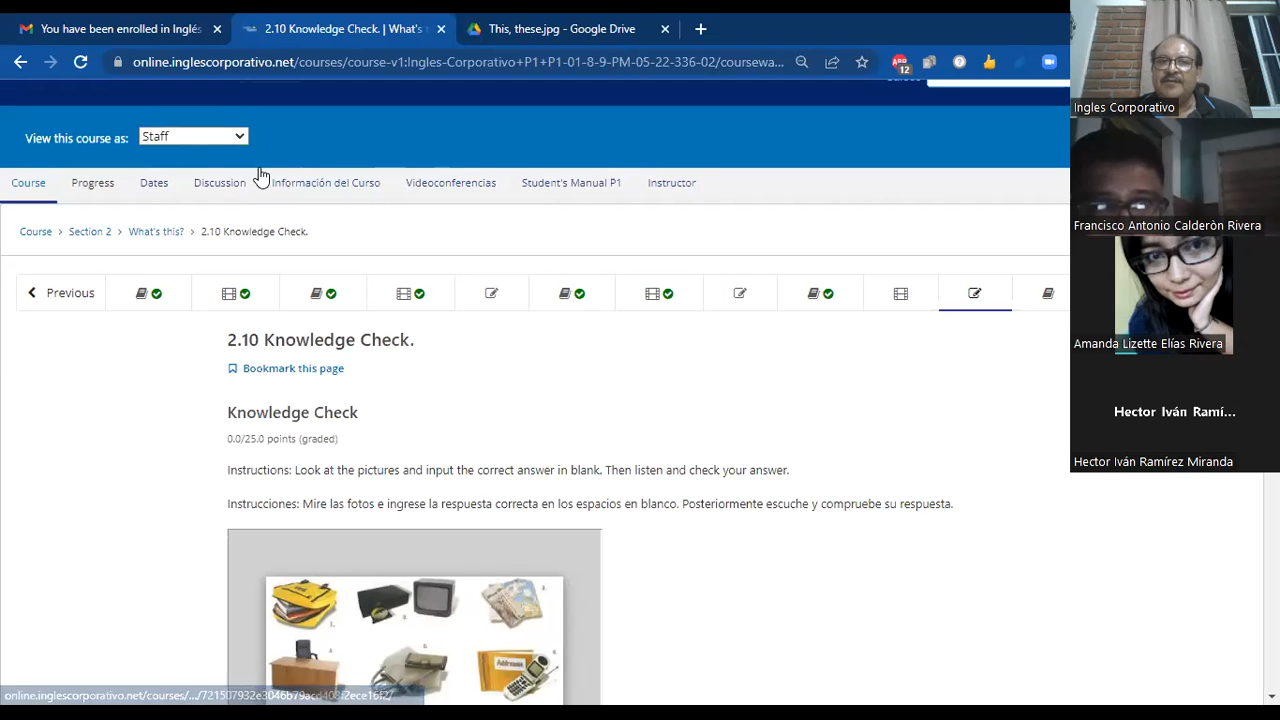 You have been enrolled in Inglés
2.10 Knowledge Check. | What's
This, these.jpg - Google Drive
online.inglescorporativo.net/courses/course-v1:Ingles-Corporativo+P1+P1-01-8-9-PM-05-22-336-02/coursewa...
12
View this course as:
Staff
Course
Progress
Dates
Discussion
Información del Curso
Videoconferencias
Student's Manual P1
Instructor
Course > Section 2 > What's this? > 2.10 Knowledge Check.
Previous
2.10 Knowledge Check.
Bookmark this page
Knowledge Check
0.0/25.0 points (graded)
Instructions: Look at the pictures and input the correct answer in blank. Then listen and check your answer.
Instrucciones: Mire las fotos e ingrese la respuesta correcta en los espacios en blanco. Posteriormente escuche y compruebe su respuesta.
Ingles Corporativo
Francisco Antonio Calderòn Rivera
Amanda Lizette Elías Rivera
Hector Iván Ramí...
Hector Iván Ramírez Miranda